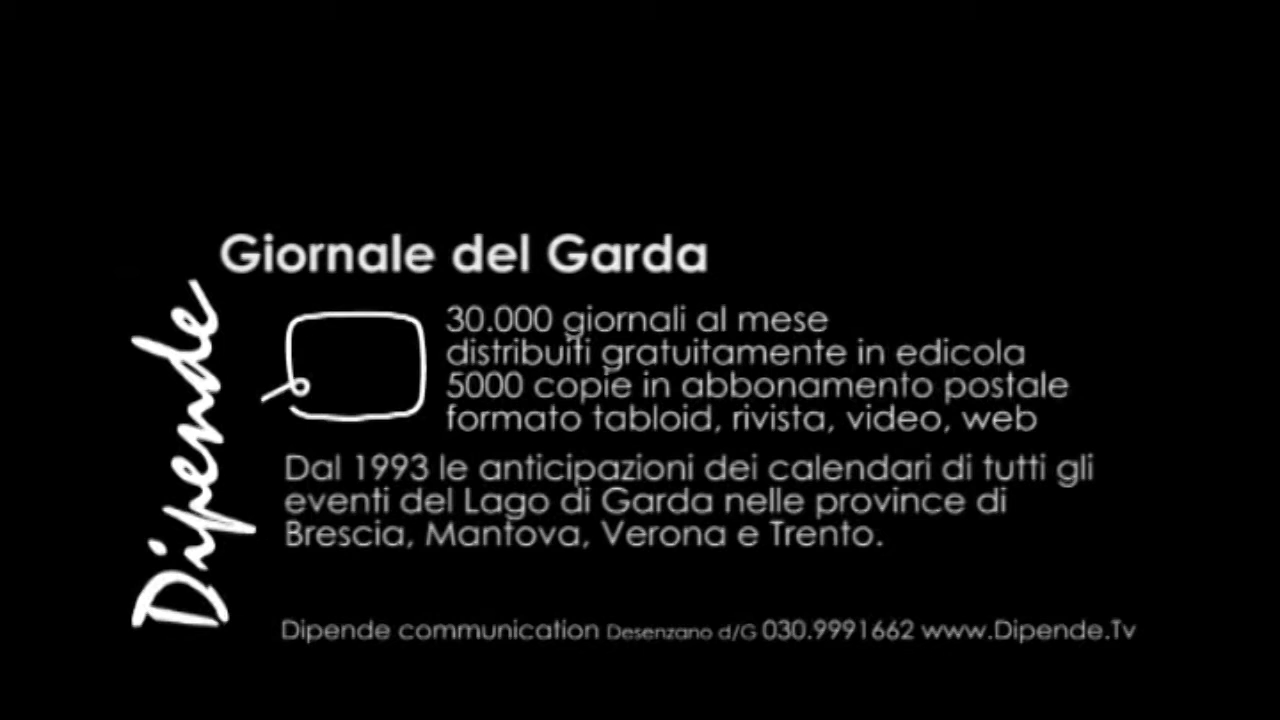 Giornale del Garda
Dipende
30.000 giornali al mese
distribuiti gratuitamente in edicola
5000 copie in abbonamento postale
formato tabloid, rivista, video, web
Dal 1993 le anticipazioni dei calendari di tutti gli
eventi del Lago di Garda nelle province di
Brescia, Mantova, Verona e Trento.
Dipende communication Desenzano d/G 030.9991662 www.Dipende.Tv